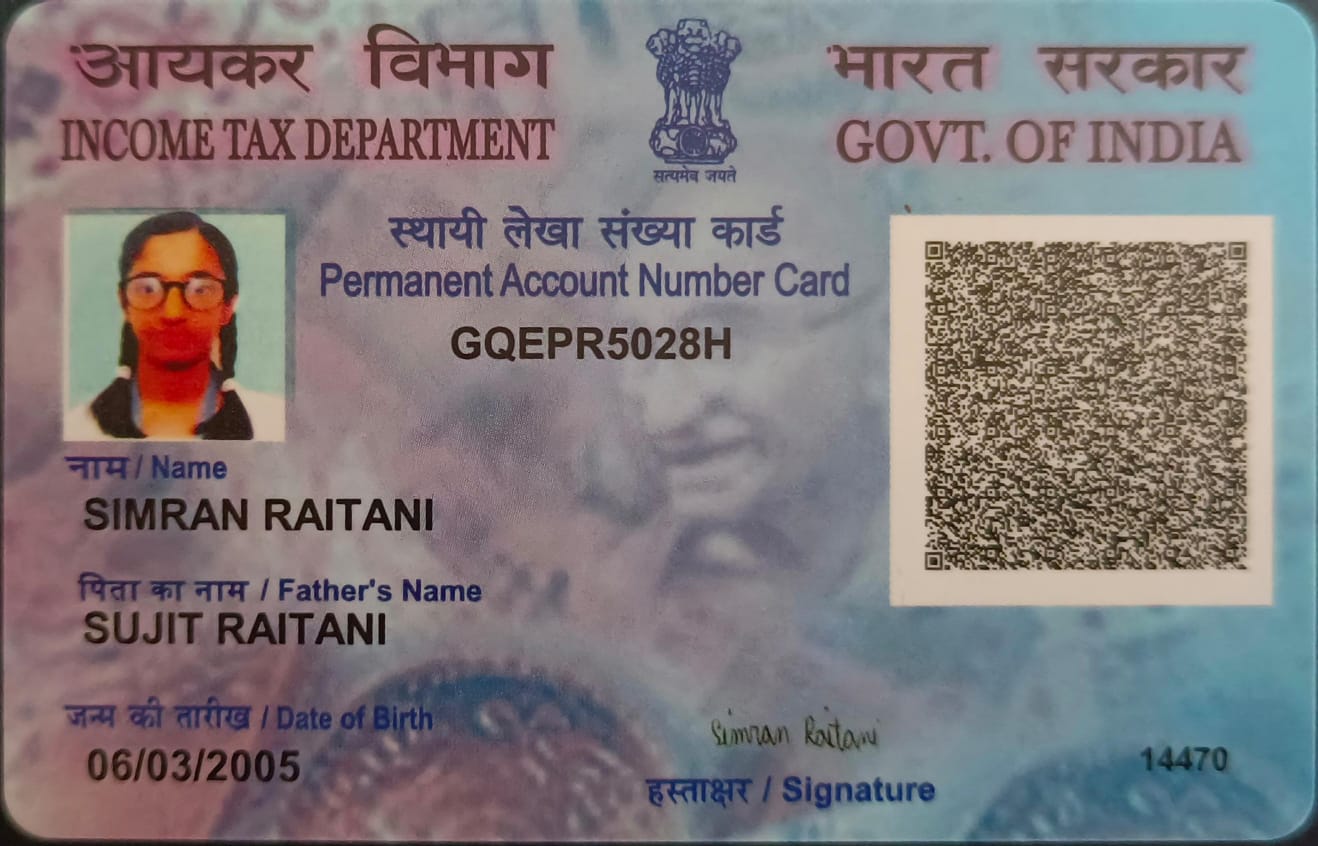 आयकर विभाग
INCOME TAX DEPARTMENT
सत्यमेव जयते
भारत सरकार
GOVT. OF INDIA
स्थायी लेखा संख्या कार्ड
Permanent Account Number Card
GQEPR5028H
नाम / Name
SIMRAN RAITANI
पिता का नाम / Father's Name
SUJIT RAITANI
जन्म की तारीख / Date of Birth
06/03/2005
Simran Raitani
हस्ताक्षर / Signature
14470